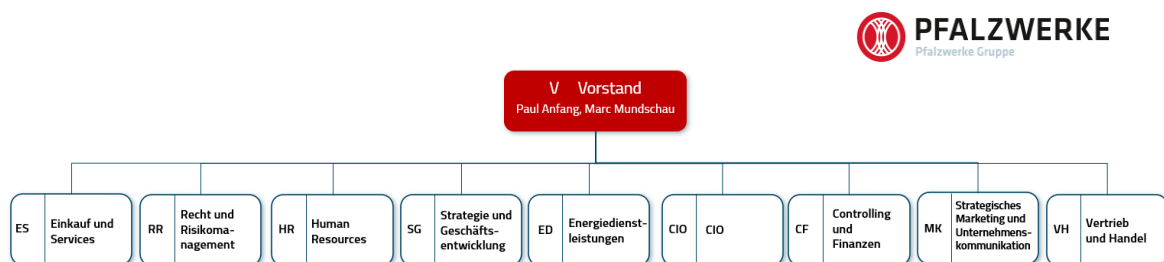 PFALZWERKE
Pfalzwerke Gruppe
V Vorstand
Paul Anfang, Marc Mundschau
ES
Einkauf und
Services
RR
Recht und
Risikoma-
nagement
HR
Human
Resources
SG
Strategie und
Geschäfts-
entwicklung
ED
Energiedienst-
leistungen
CIO
CIO
CF
Controlling
und
Finanzen
MK
Strategisches
Marketing und
Unternehmens-
kommunikation
VH
Vertrieb
und Handel